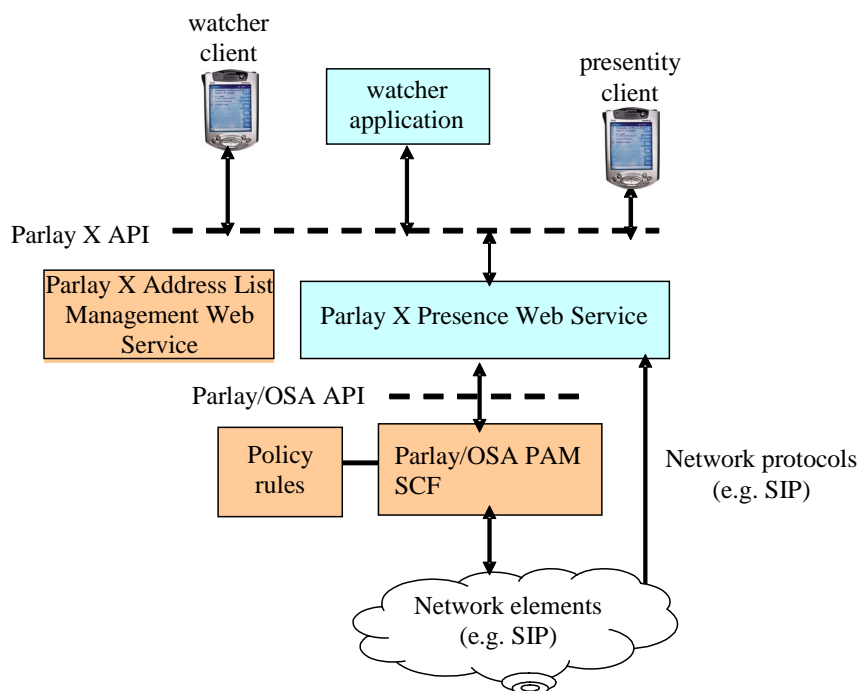 watcher
client
watcher
application
presentity
client
Parlay X API
Parlay X Address List
Management Web
Service
Parlay X Presence Web Service
Parlay/OSA API
Policy
rules
Parlay/OSA PAM
SCF
Network protocols
(e.g. SIP)
Network elements
(e.g. SIP)